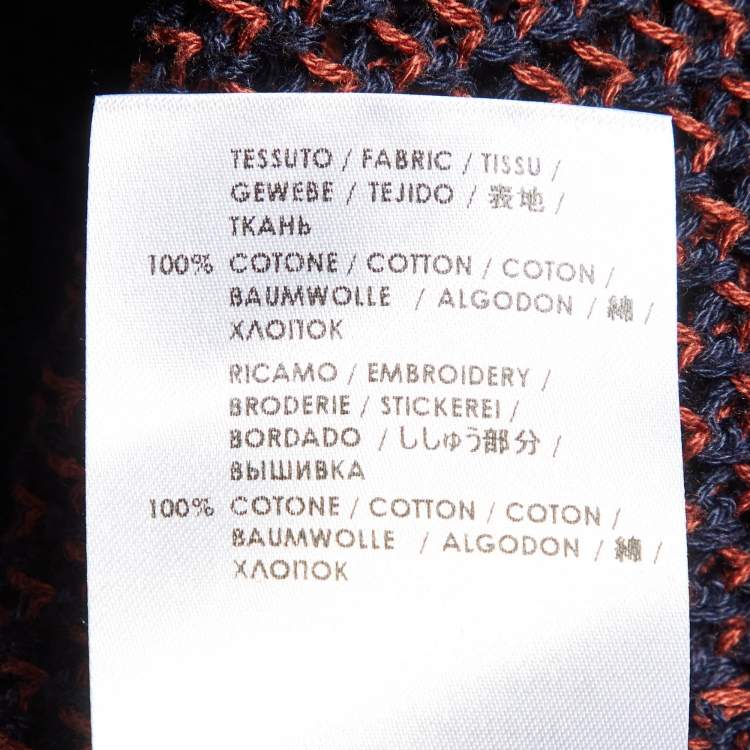 TESSUTO / FABRIC / TISSU /
GEWEBE / TEJIDO / 表地 /
ТКАНЬ
100% COTONE / COTTON / COTON /
BAUMWOLLE / ALGODON / 綿 /
ХЛОПОК
RICAMO / EMBROIDERY /
BRODERIE / STICKEREI /
BORDADO / ししゅう部分 /
ВЫШИВКА
100% COTONE / COTTON / COTON /
BAUMWOLLE / ALGODON / 綿 /
ХЛОПОК